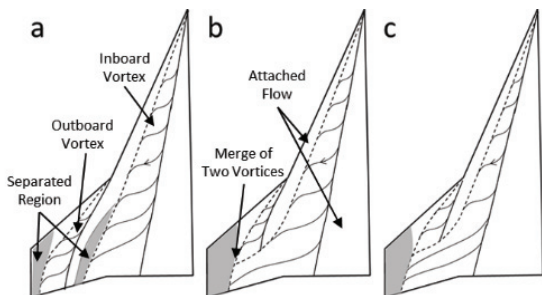 a
b
c
Inboard
Vortex
Attached
Flow
Outboard
Vortex
Merge of
Two Vortices
Separated
Region